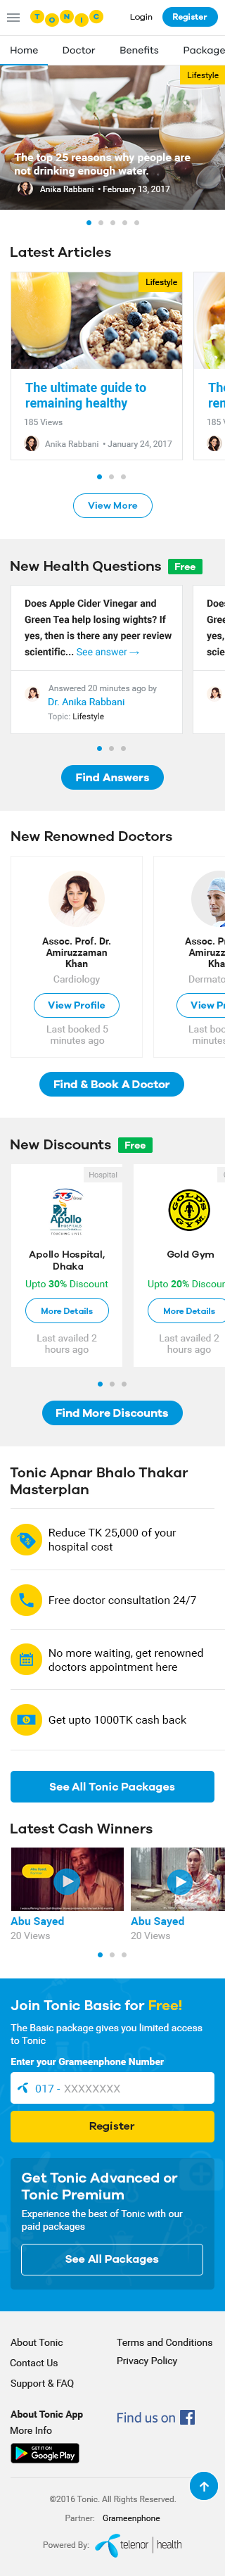 TONIC
Login
Register
Home
Doctor
Benefits
Package
Lifestyle
The top 25 reasons why people are
not drinking enough water.
Anika Rabbani • February 13, 2017
Latest Articles
Lifestyle
The ultimate guide to
remaining healthy
185 Views
Anika Rabbani • January 24, 2017
The
ren
185 V
View More
New Health Questions
Free
Does Apple Cider Vinegar and
Green Tea help losing wights? If
yes, then is there any peer review
scientific... See answer →
Answered 20 minutes ago by
Dr. Anika Rabbani
Topic: Lifestyle
Does
Gree
yes,
scie
Find Answers
New Renowned Doctors
Assoc. Prof. Dr.
Amiruzzaman
Khan
Cardiology
View Profile
Last booked 5
minutes ago
Assoc. Pr
Amiruzz
Kha
Dermato
View Pr
Last boo
minute
Find & Book A Doctor
New Discounts
Free
Hospital
STS
Apollo
Hospitals
DHAKA
TOUCHING LIVES
Apollo Hospital,
Dhaka
Upto 30% Discount
More Details
Last availed 2
hours ago
GOLD'S
GYM
Gold Gym
Upto 20% Discoun
More Details
Last availed 2
hours ago
Find More Discounts
Tonic Apnar Bhalo Thakar
Masterplan
Reduce TK 25,000 of your
hospital cost
Free doctor consultation 24/7
No more waiting, get renowned
doctors appointment here
Get upto 1000TK cash back
See All Tonic Packages
Latest Cash Winners
Abu Sayed
20 Views
Abu Sayed
20 Views
Join Tonic Basic for Free!
The Basic package gives you limited access
to Tonic
Enter your Grameenphone Number
017 - XXXXXXXX
Register
Get Tonic Advanced or
Tonic Premium
Experience the best of Tonic with our
paid packages
See All Packages
About Tonic
Contact Us
Support & FAQ
Terms and Conditions
Privacy Policy
About Tonic App
More Info
GET IT ON
Google Play
Find us on
©2016 Tonic. All Rights Reserved.
Partner: Grameenphone
Powered By: telenor health